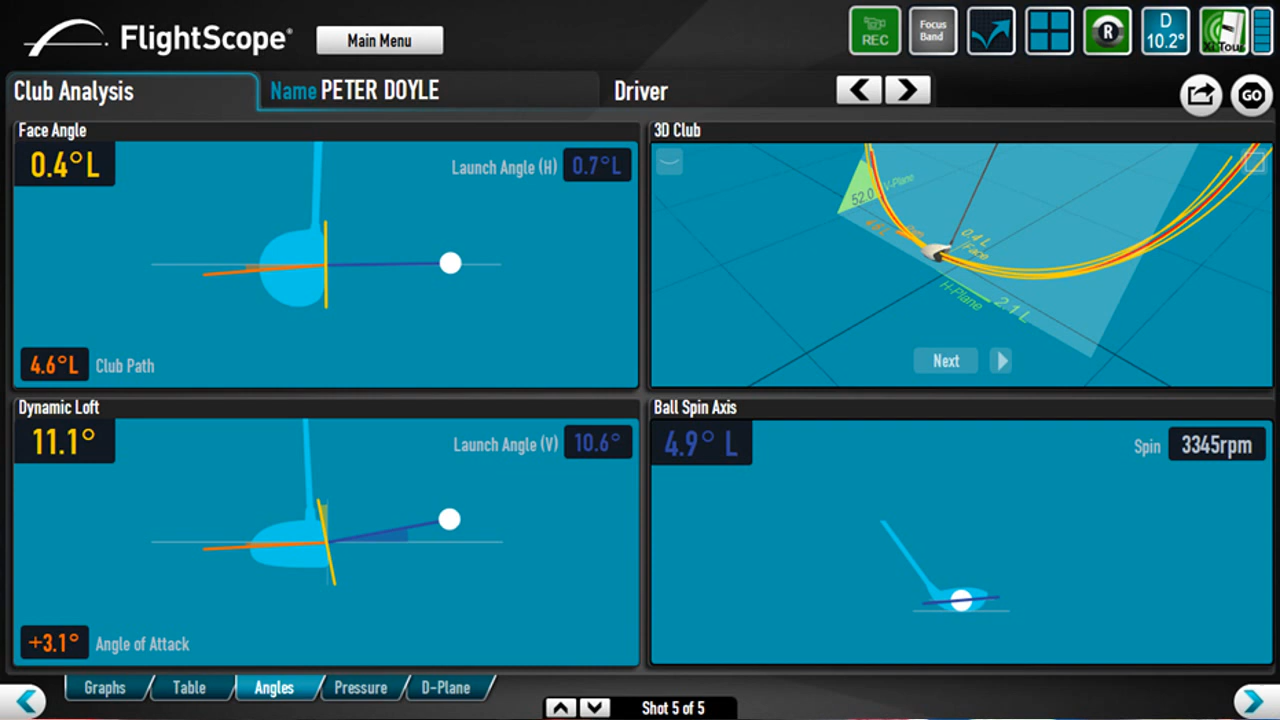 FlightScope®
Main Menu
REC
Focus
Band
R
D
10.2°
Club Analysis
Name PETER DOYLE
Driver
GO
Face Angle
0.4°L
Launch Angle (H)
0.7°L
4.6°L
Club Path
3D Club
52.0
V-Plane
0.4 L
Face
H-Plane
2.1 L
Next
Dynamic Loft
11.1°
Launch Angle (V)
10.6°
+3.1°
Angle of Attack
Ball Spin Axis
4.9° L
Spin
3345rpm
Graphs
Table
Angles
Pressure
D-Plane
Shot 5 of 5